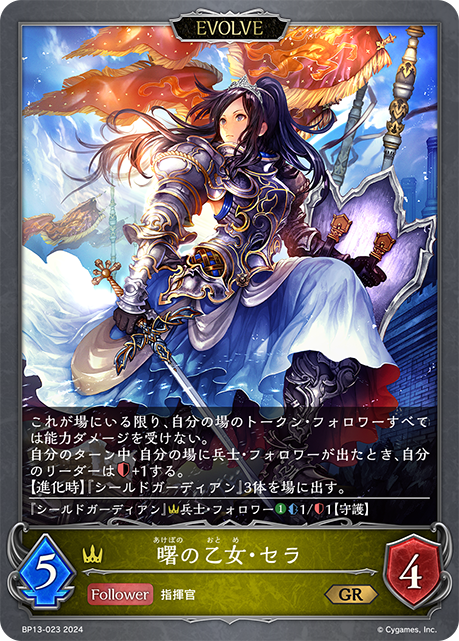 EVOLVE
これが場にいる限り、自分の場のトークン・フォロワーすべて
は能力ダメージを受けない。
自分のターン中、自分の場に兵士・フォロワーが出たとき、自分
のリーダーは+1する。
【進化時】『シールドガーディアン』3体を場に出す。
『シールドガーディアン』兵士・フォロワー1 1/1【守護】
あけぼの おとめ
曙の乙女・セラ
5
4
Follower 指揮官 GR
BP13-023 2024 © Cygames, Inc.